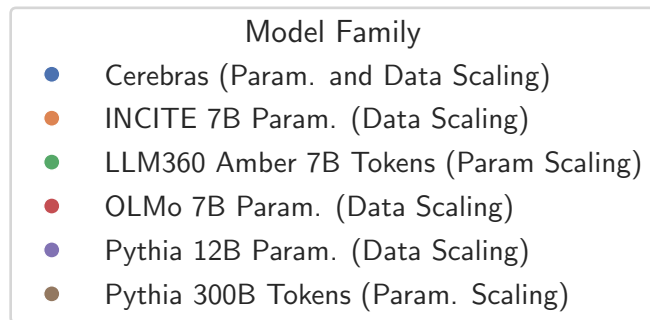 Model Family
Cerebras (Param. and Data Scaling)
INCITE 7B Param. (Data Scaling)
LLM360 Amber 7B Tokens (Param Scaling)
OLMo 7B Param. (Data Scaling)
Pythia 12B Param. (Data Scaling)
Pythia 300B Tokens (Param. Scaling)